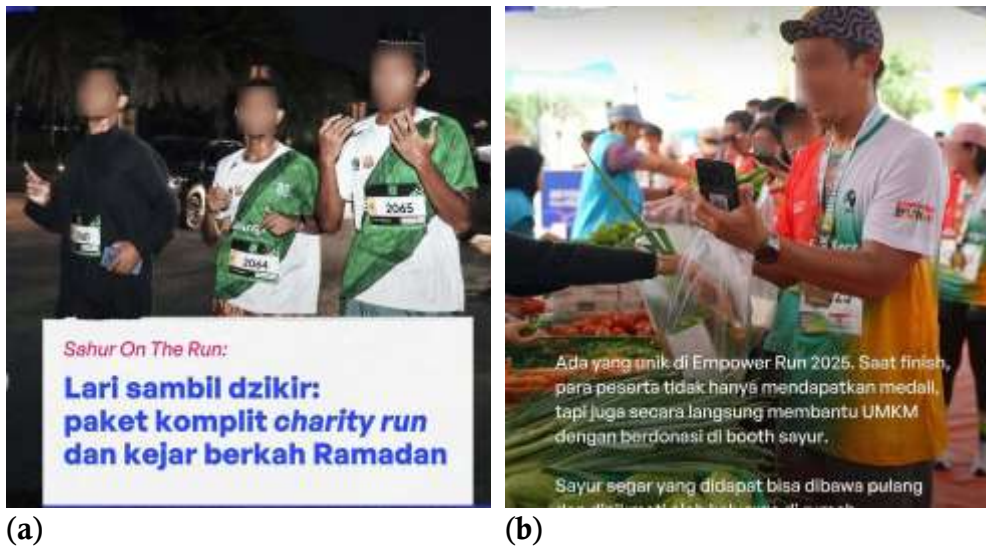 2065
2064
Sahur On The Run:
Lari sambil dzikir:
paket komplit charity run
dan kejar berkah Ramadan
Ada yang unik di Empower Run 2025. Saat finish,
para peserta tidak hanya mendapatkan medali,
tapi juga secara langsung membantu UMKM
dengan berdonasi di booth sayur.
Sayur segar yang didapat bisa dibawa pulang
(a)
(b)